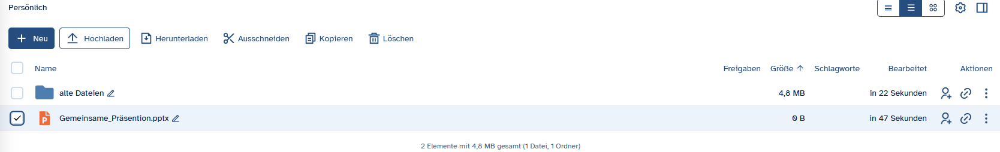 Persönlich
Neu Hochladen Herunterladen Ausschneiden Kopieren Löschen
Name Freigaben Größe Schlagworte Bearbeitet Aktionen
alte Dateien 4,8 MB in 22 Sekunden
Gemeinsame_Präsention.pptx 0 B in 47 Sekunden
2 Elemente mit 4,8 MB gesamt (1 Datei, 1 Ordner)